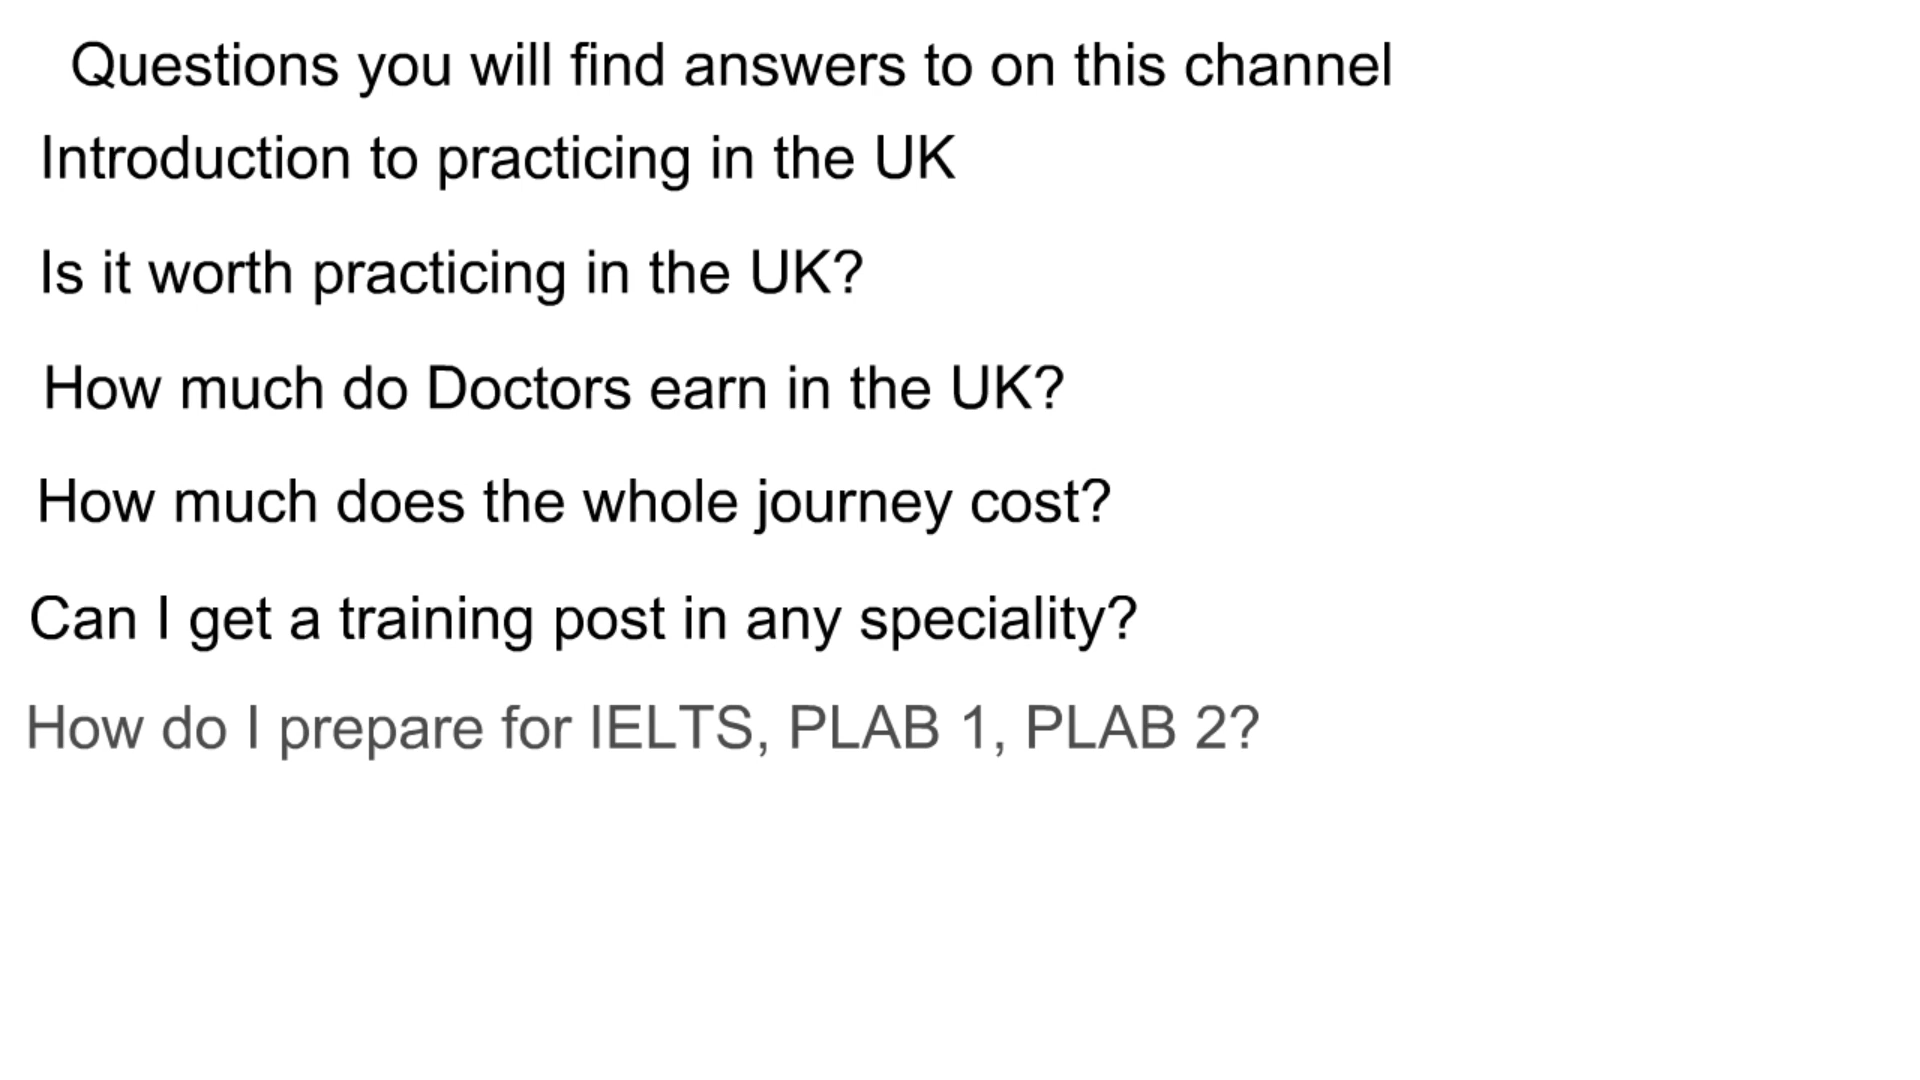 Questions you will find answers to on this channel
Introduction to practicing in the UK
Is it worth practicing in the UK?
How much do Doctors earn in the UK?
How much does the whole journey cost?
Can I get a training post in any speciality?
How do I prepare for IELTS, PLAB 1, PLAB 2?